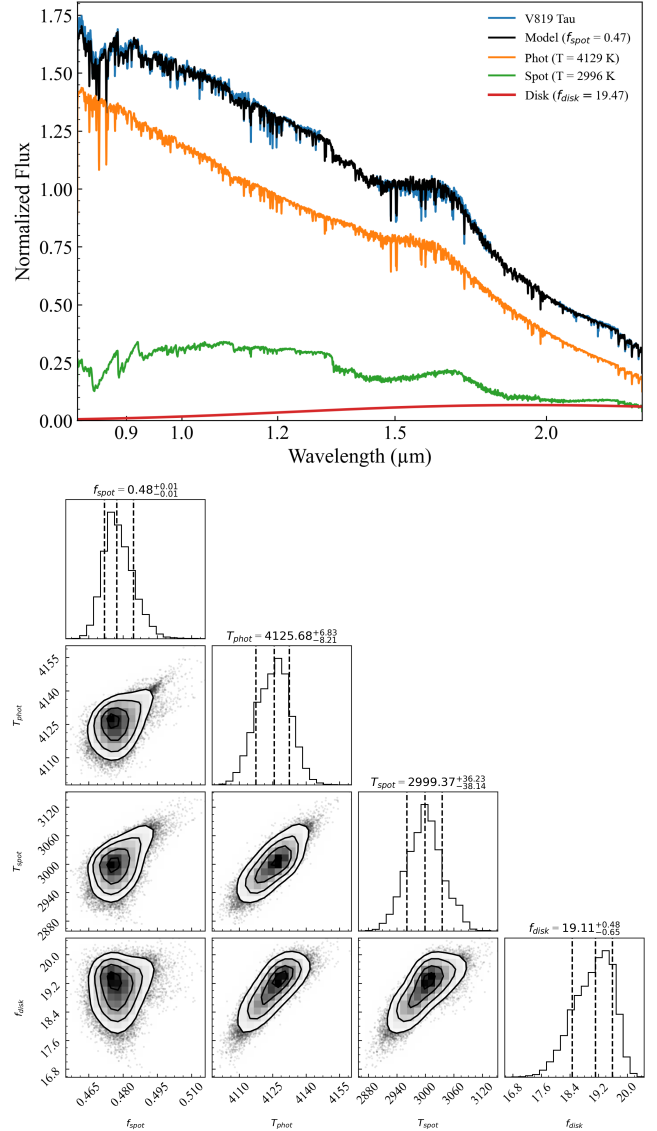 V819 Tau
Model (f_spot = 0.47)
Phot (T = 4129 K)
Spot (T = 2996 K
Disk (f_disk = 19.47)
Normalized Flux
1.75
1.50
1.25
1.00
0.75
0.50
0.25
0.00
0.9 1.0 1.2 1.5 2.0
Wavelength (μm)
f_spot = 0.48^{+0.01}_{-0.01}
T_phot = 4125.68^{+6.83}_{-8.21}
T_phot
4155
4140
4125
4110
T_spot = 2999.37^{+36.23}_{-38.14}
T_spot
3120
3060
3000
2940
2880
f_disk = 19.11^{+0.48}_{-0.65}
f_disk
20.0
19.2
18.4
17.6
16.8
0.465 0.480 0.495 0.510
4110 4125 4140 4155
2880 2940 3000 3060 3120
16.8 17.6 18.4 19.2 20.0
f_spot T_phot T_spot f_disk